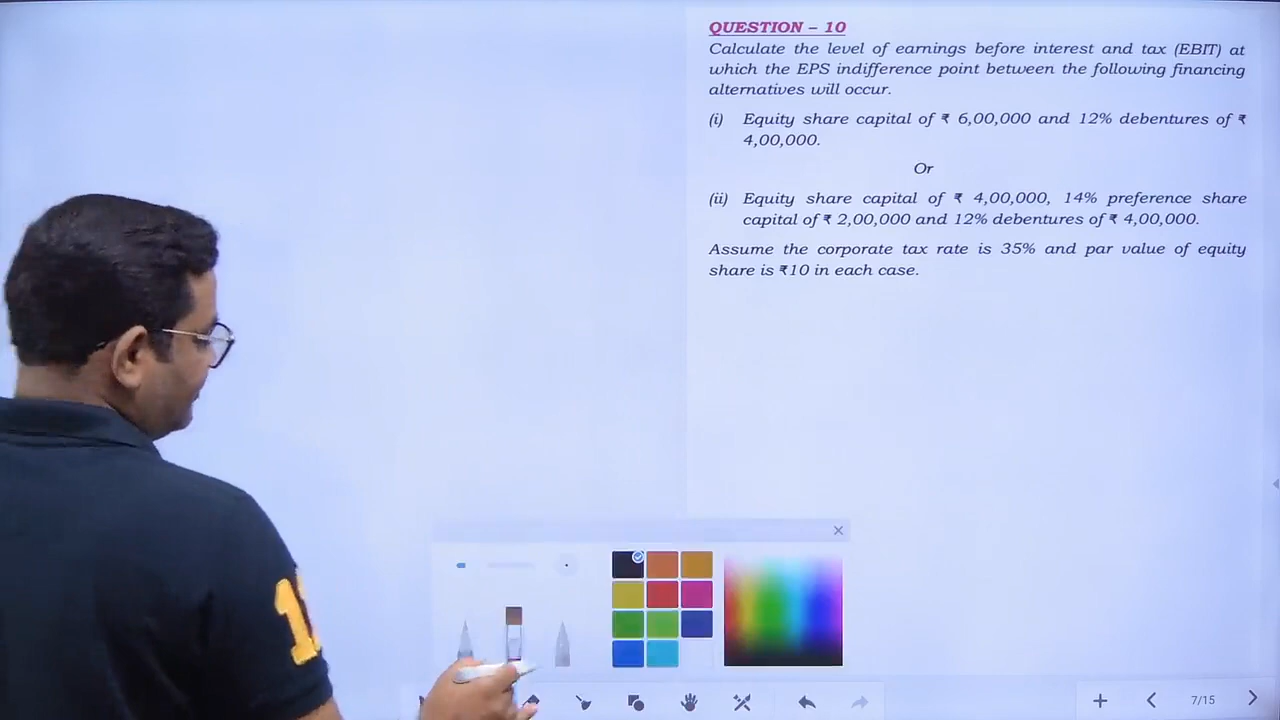 QUESTION – 10
Calculate the level of earnings before interest and tax (EBIT) at
which the EPS indifference point between the following financing
alternatives will occur.
(i) Equity share capital of ₹ 6,00,000 and 12% debentures of ₹
4,00,000.
Or
(ii) Equity share capital of ₹ 4,00,000, 14% preference share
capital of ₹ 2,00,000 and 12% debentures of ₹ 4,00,000.
Assume the corporate tax rate is 35% and par value of equity
share is ₹10 in each case.
7/15